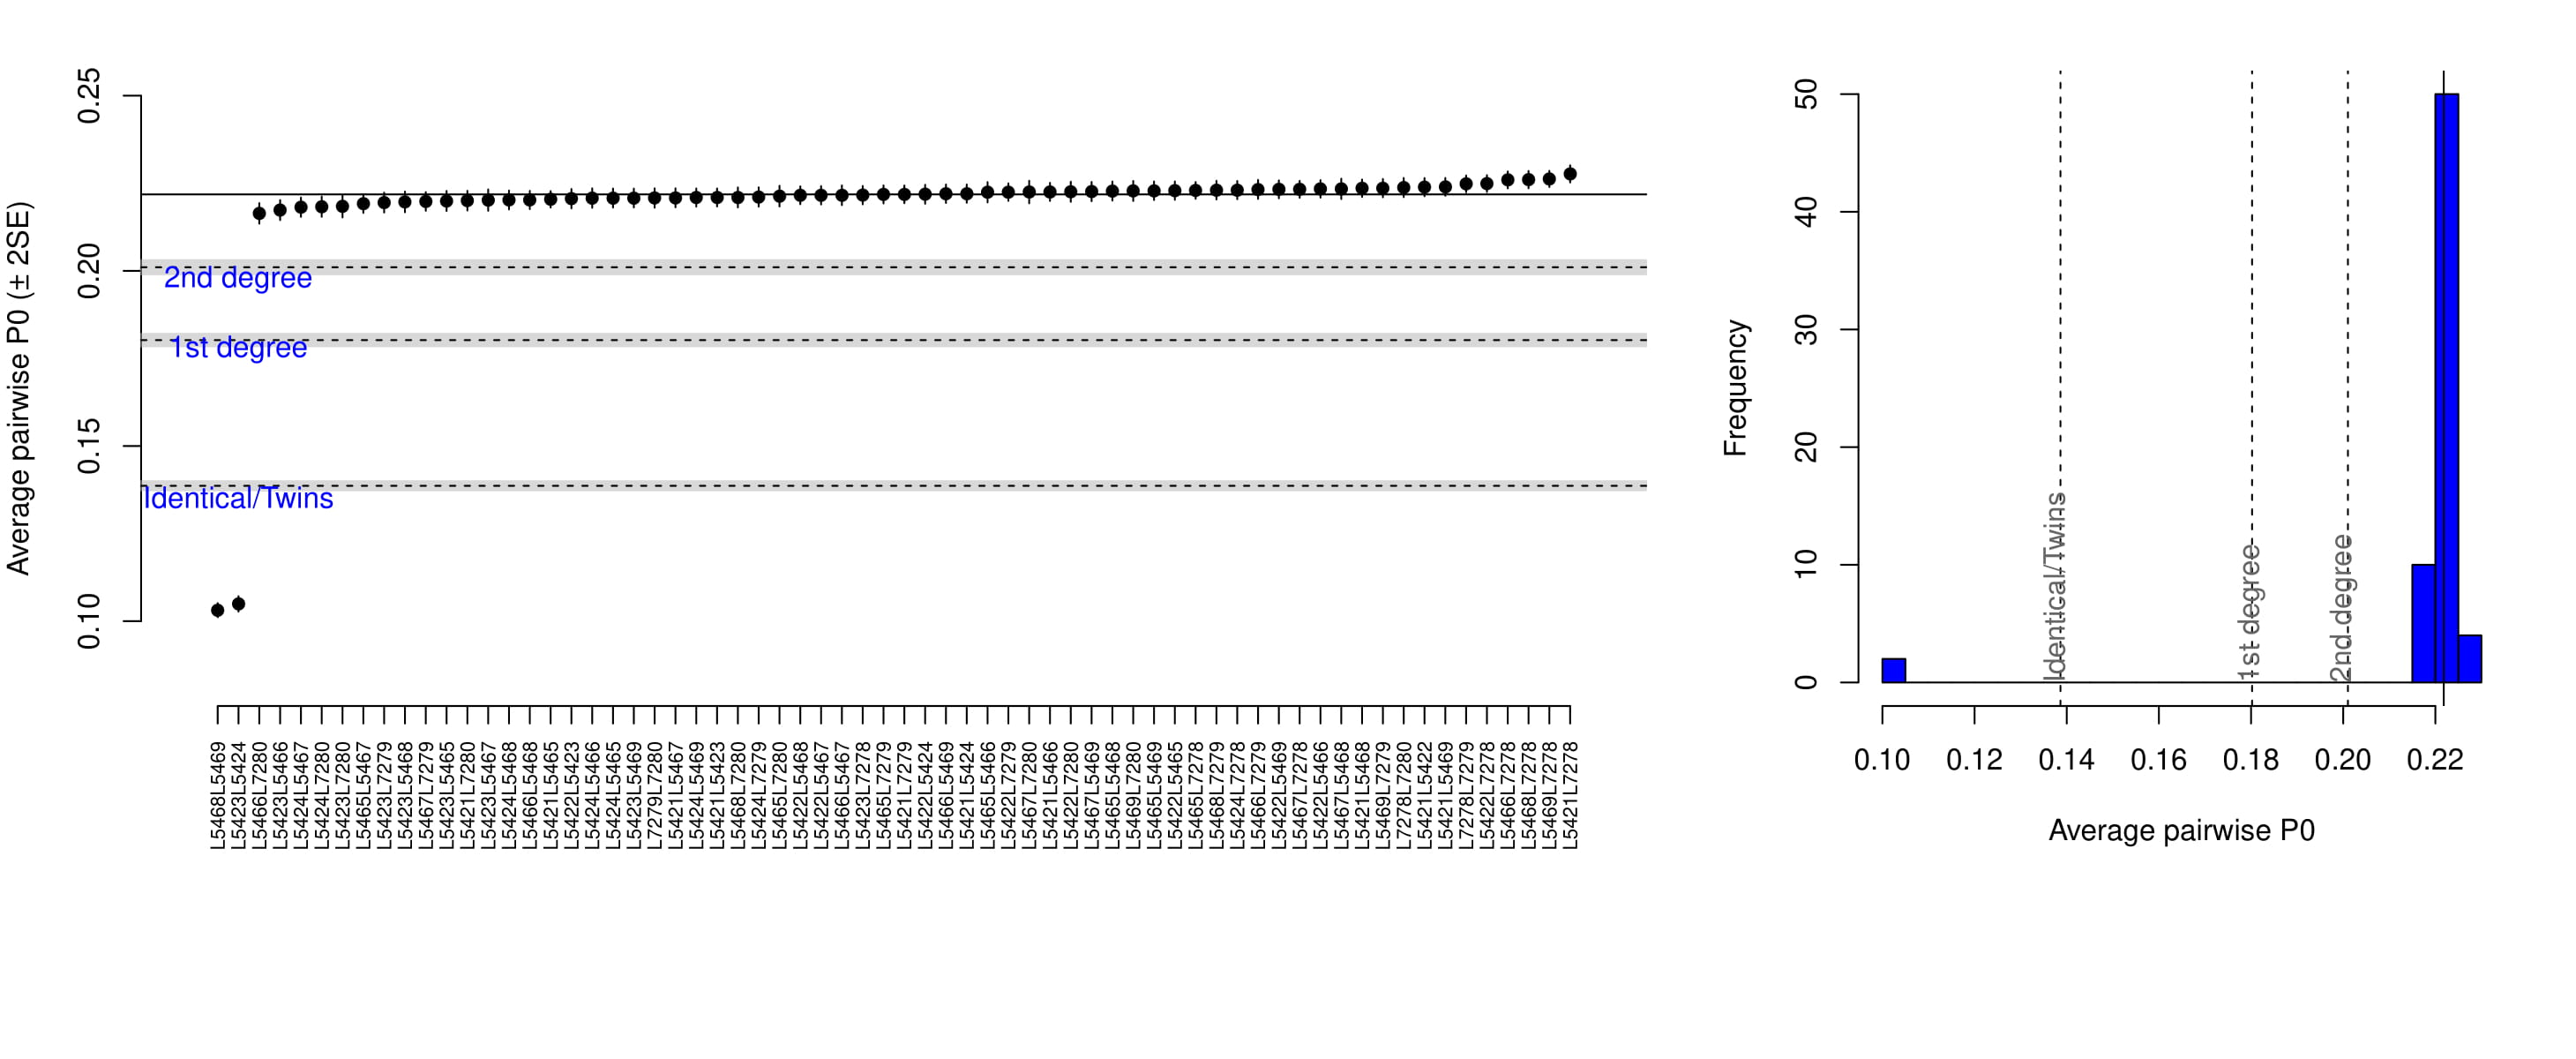 Average pairwise P0 (± 2SE)
0.25
0.20
0.15
0.10
2nd degree
1st degree
Identical/Twins
L5468L5469
L5423L5424
L5466L7280
L5423L5466
L5424L5467
L5424L7280
L5423L7280
L5465L5467
L5423L7279
L5423L5468
L5467L7279
L5423L5465
L5421L7280
L5423L5467
L5424L5468
L5466L5468
L5421L5465
L5422L5423
L5424L5466
L5424L5465
L5423L5469
L7279L7280
L5421L5467
L5424L5469
L5421L5423
L5468L7280
L5424L7279
L5465L7280
L5422L5468
L5422L5467
L5466L5467
L5423L7278
L5465L7279
L5421L7279
L5422L5424
L5466L5469
L5421L5424
L5465L5466
L5422L7279
L5467L7280
L5421L5466
L5422L7280
L5467L5469
L5465L5468
L5469L7280
L5465L5469
L5422L5465
L5465L7278
L5468L7279
L5424L7278
L5466L7279
L5422L5469
L5467L7278
L5422L5466
L5467L5468
L5421L5468
L5469L7279
L7278L7280
L5421L5422
L5421L5469
L7278L7279
L5422L7278
L5466L7278
L5468L7278
L5469L7278
L5421L7278
Frequency
50
40
30
20
10
0
Identical/Twins
1st degree
2nd degree
0.10
0.12
0.14
0.16
0.18
0.20
0.22
Average pairwise P0